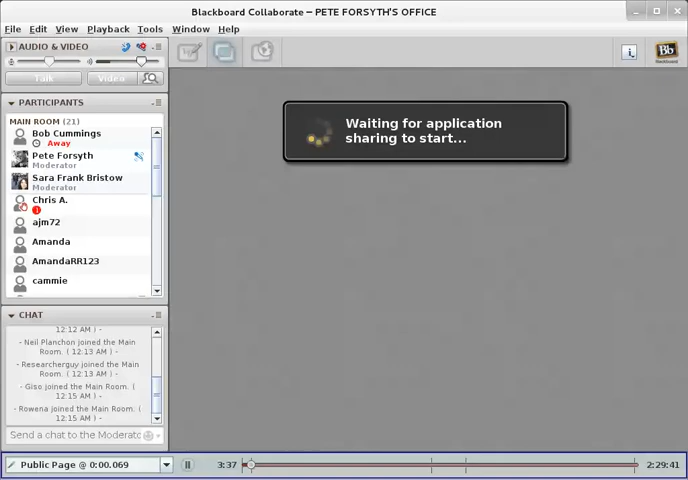 Blackboard Collaborate – PETE FORSYTH'S OFFICE
File Edit View Playback Tools Window Help
AUDIO & VIDEO
Talk Video
PARTICIPANTS
MAIN ROOM (21)
Bob Cummings
Away
Pete Forsyth
Moderator
Sara Frank Bristow
Moderator
Chris A.
1
ajm72
Amanda
AmandaRR123
cammie
CHAT
12:12 AM ) -
- Neil Planchon joined the Main
Room. ( 12:13 AM ) -
- Researcherguy joined the Main
Room. ( 12:13 AM ) -
- Giso joined the Main Room. (
12:15 AM ) -
- Rowena joined the Main Room. (
12:15 AM ) -
Send a chat to the Moderato
Waiting for application
sharing to start...
Bb
Blackboard
Public Page @ 0:00.069
3:37
2:29:41